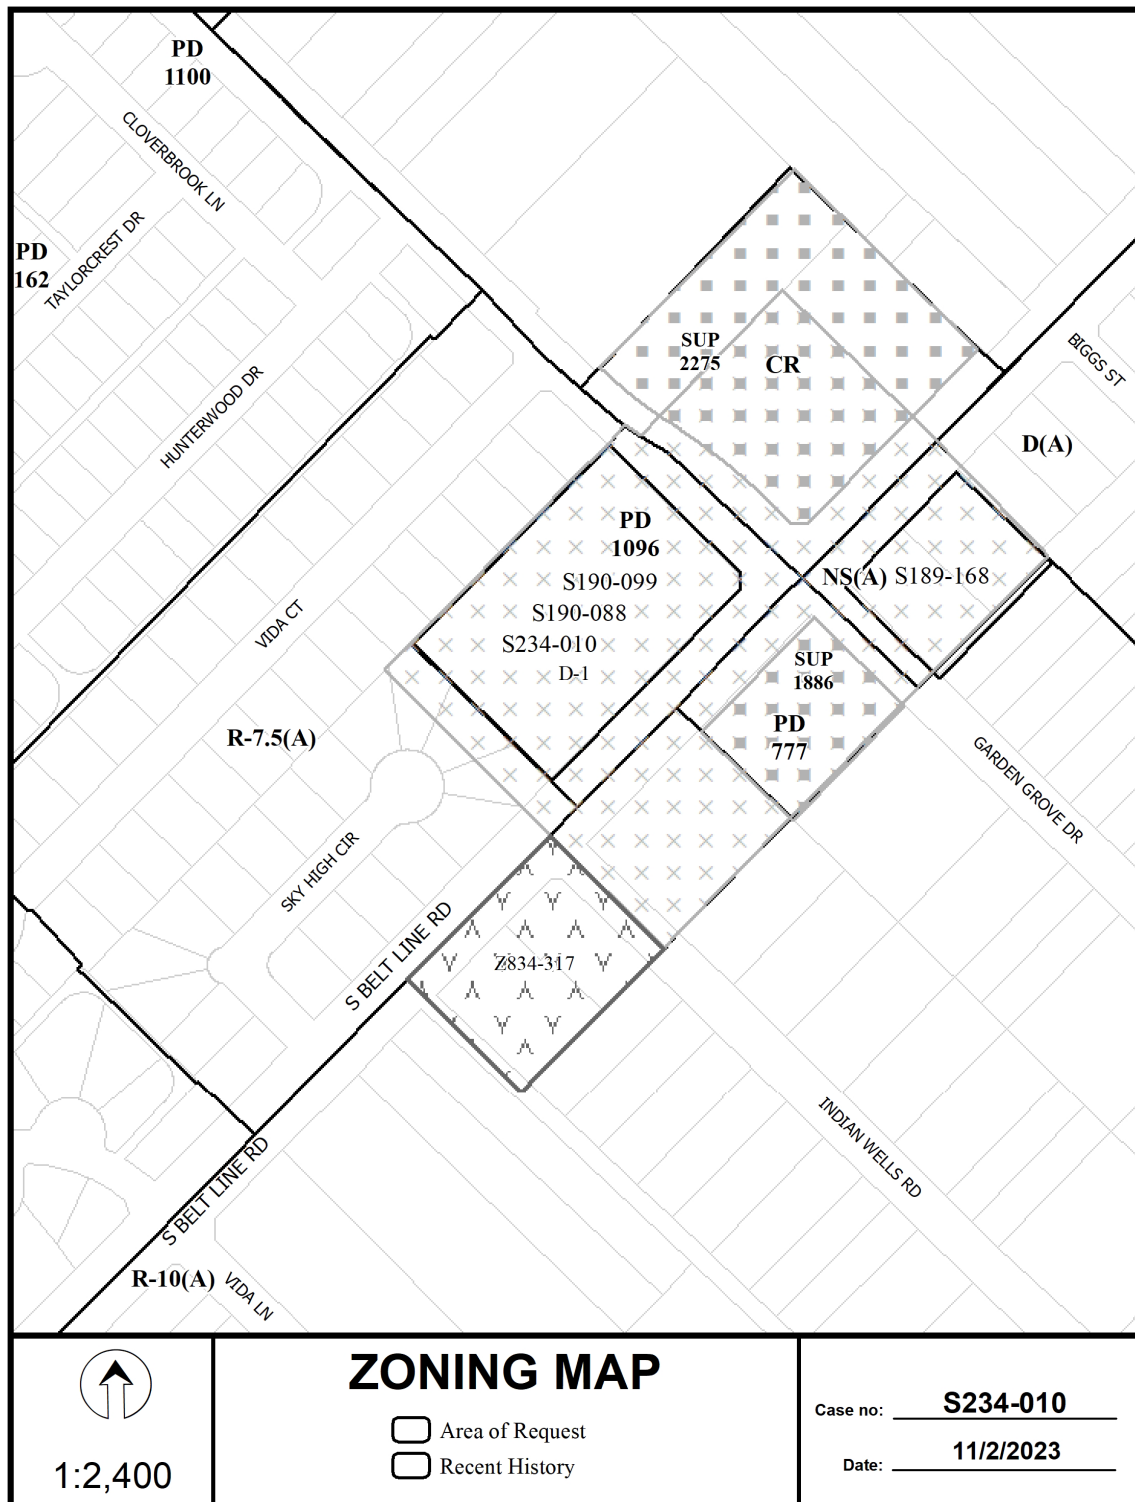 PD
1100
CLOVERBROOK LN
TAYLORCREST DR
PD
162
HUNTERWOOD DR
SUP
2275
CR
BIGGS ST
D(A)
PD
1096
S190-099
S190-088
S234-010
D-1
NS(A) S189-168
VIDA CT
SUP
1886
PD
777
R-7.5(A)
GARDEN GROVE DR
SKY HIGH CIR
S BELT LINE RD
Z834-317
INDIAN WELLS RD
S BELT LINE RD
R-10(A)
VIDA LN
1:2,400
ZONING MAP
Area of Request
Recent History
Case no: S234-010
Date: 11/2/2023